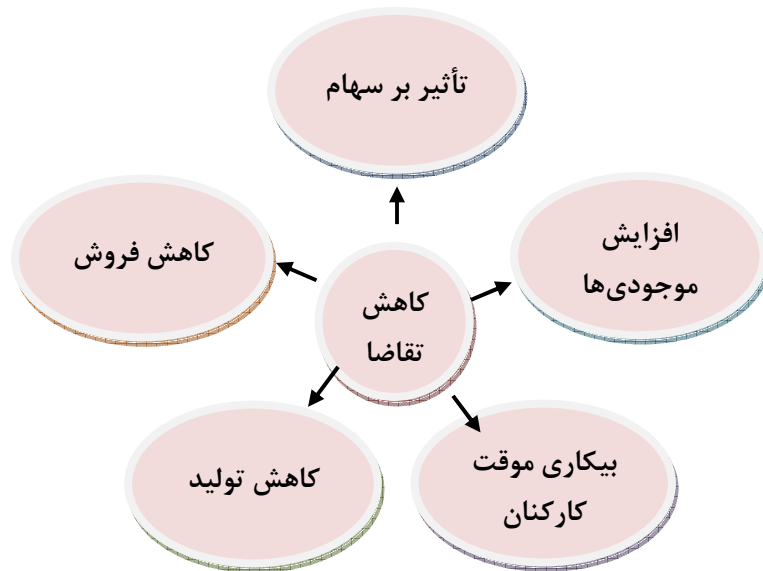 تأثیر بر سهام
افزایش
موجودی‌ها
کاهش فروش
کاهش
تقاضا
بیکاری موقت
کارکنان
کاهش تولید